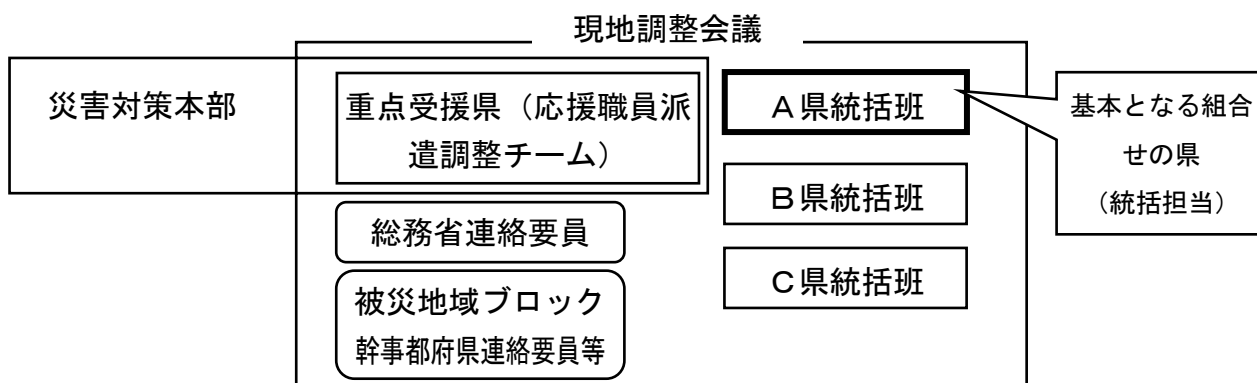 現地調整会議
災害対策本部
重点受援県（応援職員派
遣調整チーム）
総務省連絡要員
被災地域ブロック
幹事都府県連絡要員等
Ａ県統括班
Ｂ県統括班
Ｃ県統括班
基本となる組合
せの県
（統括担当）